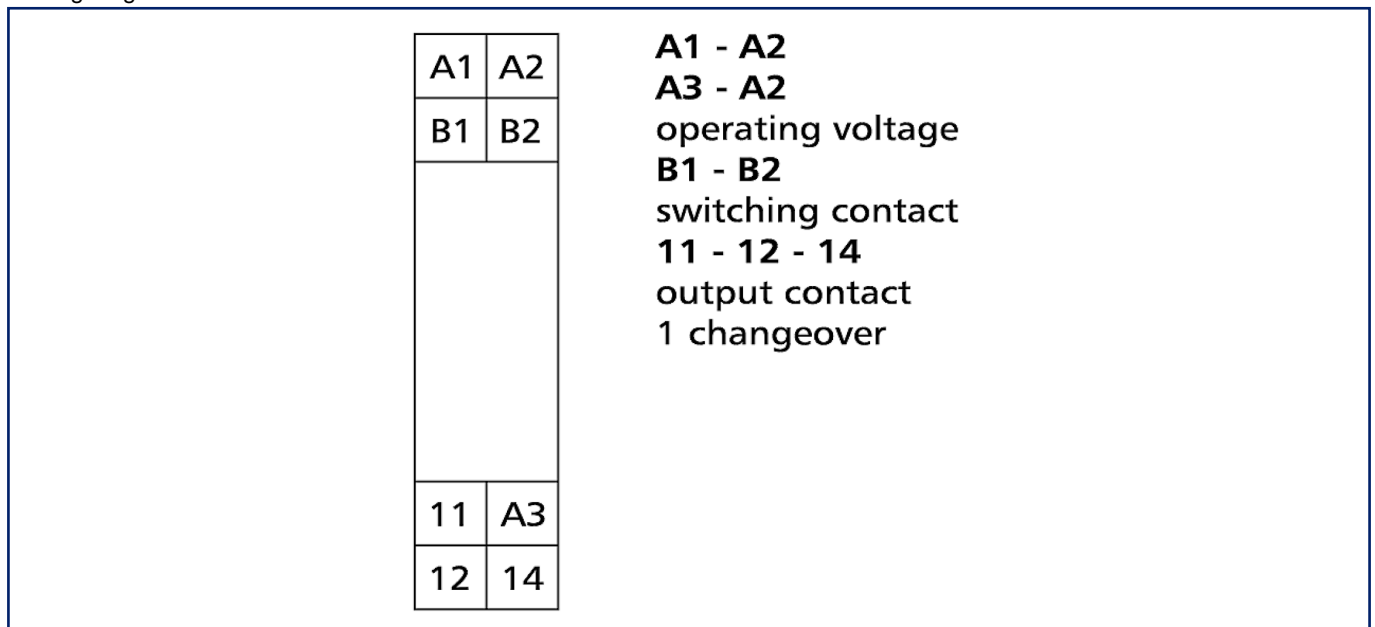 A1 A2
B1 B2
11 A3
12 14
A1 - A2
A3 - A2
operating voltage
B1 - B2
switching contact
11 - 12 - 14
output contact
1 changeover